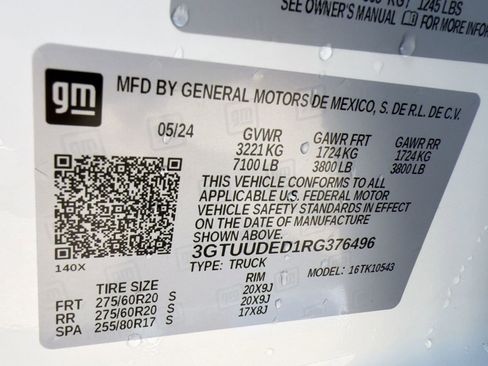 1245 LBS
SEE OWNER'S MANUAL FOR MORE INFOR
gm
MFD BY GENERAL MOTORS DE MEXICO, S. DE R.L. DE C.V.
05/24 GVWR GAWR FRT GAWR RR
3221 KG 1724 KG 1724 KG
7100 LB 3800 LB 3800 LB
THIS VEHICLE CONFORMS TO ALL
APPLICABLE U.S. FEDERAL MOTOR
VEHICLE SAFETY STANDARDS IN EFFECT
ON THE DATE OF MANUFACTURE
SHOWN ABOVE.
3GTUUDED1RG376496
140X TYPE: TRUCK MODEL: 16TK10543
TIRE SIZE RIM
FRT 275/60R20 S 20X9J
RR 275/60R20 S 20X9J
SPA 255/80R17 S 17X8J